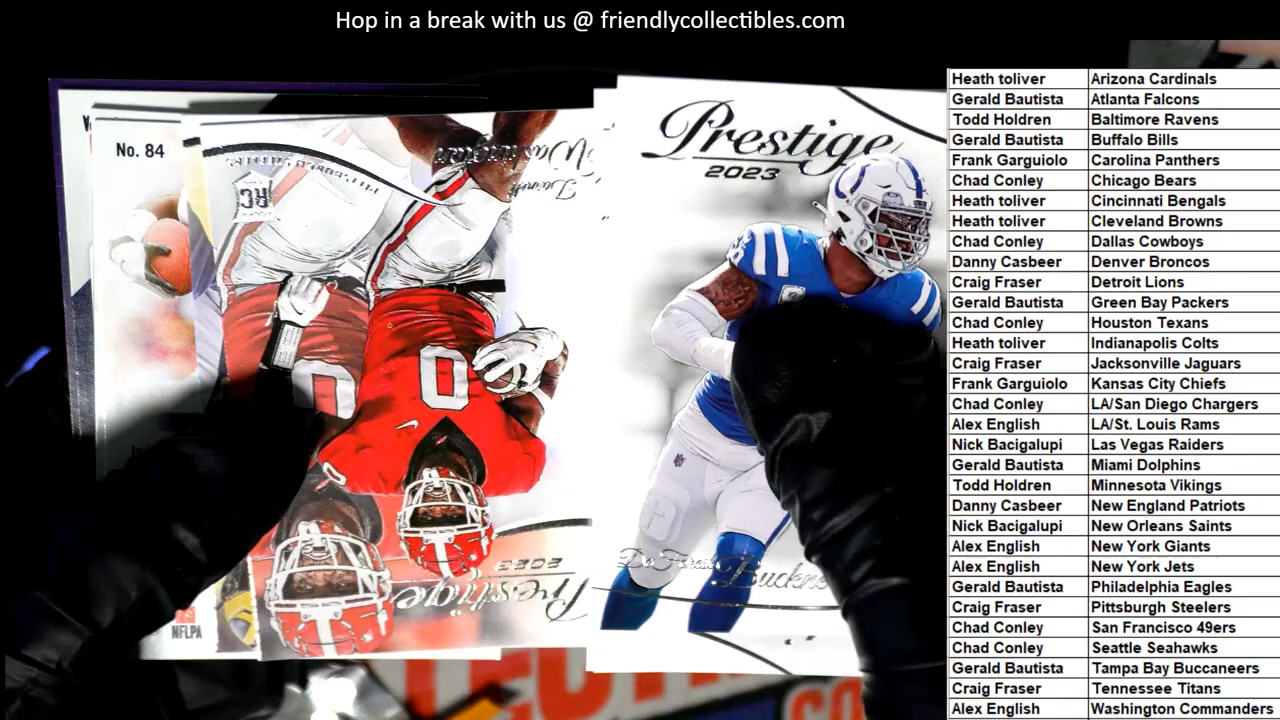 Hop in a break with us @ friendlycollectibles.com
Heath toliver Arizona Cardinals
Gerald Bautista Atlanta Falcons
Todd Holdren Baltimore Ravens
Gerald Bautista Buffalo Bills
Frank Garguiolo Carolina Panthers
Chad Conley Chicago Bears
Heath toliver Cincinnati Bengals
Heath toliver Cleveland Browns
Chad Conley Dallas Cowboys
Danny Casbeer Denver Broncos
Craig Fraser Detroit Lions
Gerald Bautista Green Bay Packers
Chad Conley Houston Texans
Heath toliver Indianapolis Colts
Craig Fraser Jacksonville Jaguars
Frank Garguiolo Kansas City Chiefs
Chad Conley LA/San Diego Chargers
Alex English LA/St. Louis Rams
Nick Bacigalupi Las Vegas Raiders
Gerald Bautista Miami Dolphins
Todd Holdren Minnesota Vikings
Danny Casbeer New England Patriots
Nick Bacigalupi New Orleans Saints
Alex English New York Giants
Alex English New York Jets
Gerald Bautista Philadelphia Eagles
Craig Fraser Pittsburgh Steelers
Chad Conley San Francisco 49ers
Chad Conley Seattle Seahawks
Gerald Bautista Tampa Bay Buccaneers
Craig Fraser Tennessee Titans
Alex English Washington Commanders
No. 84
NFLPA
RC
Washington
0
Prestige
2023
Prestige
2023
DeForest Buckner